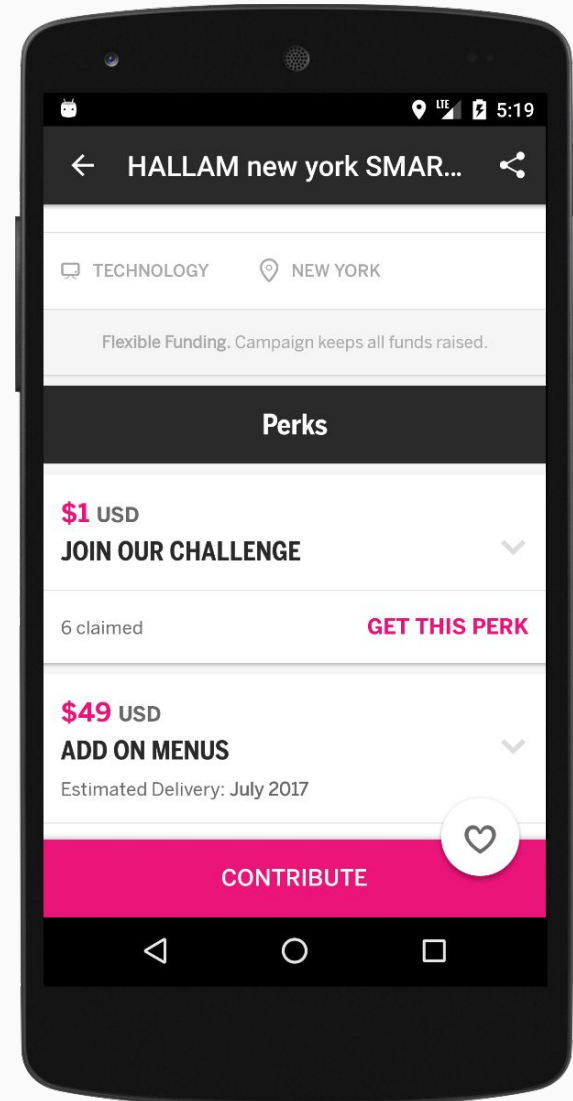 LTE 5:19
HALLAM new york SMAR...
TECHNOLOGY NEW YORK
Flexible Funding. Campaign keeps all funds raised.
Perks
$1 USD
JOIN OUR CHALLENGE
6 claimed GET THIS PERK
$49 USD
ADD ON MENUS
Estimated Delivery: July 2017
CONTRIBUTE